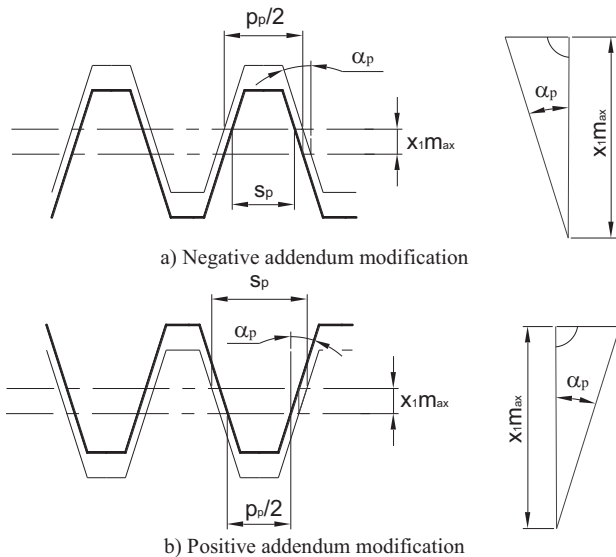 pₚ/2
αₚ
x₁mₐₓ
sₚ
αₚ
x₁mₐₓ
a) Negative addendum modification
sₚ
αₚ
x₁mₐₓ
pₚ/2
αₚ
x₁mₐₓ
b) Positive addendum modification